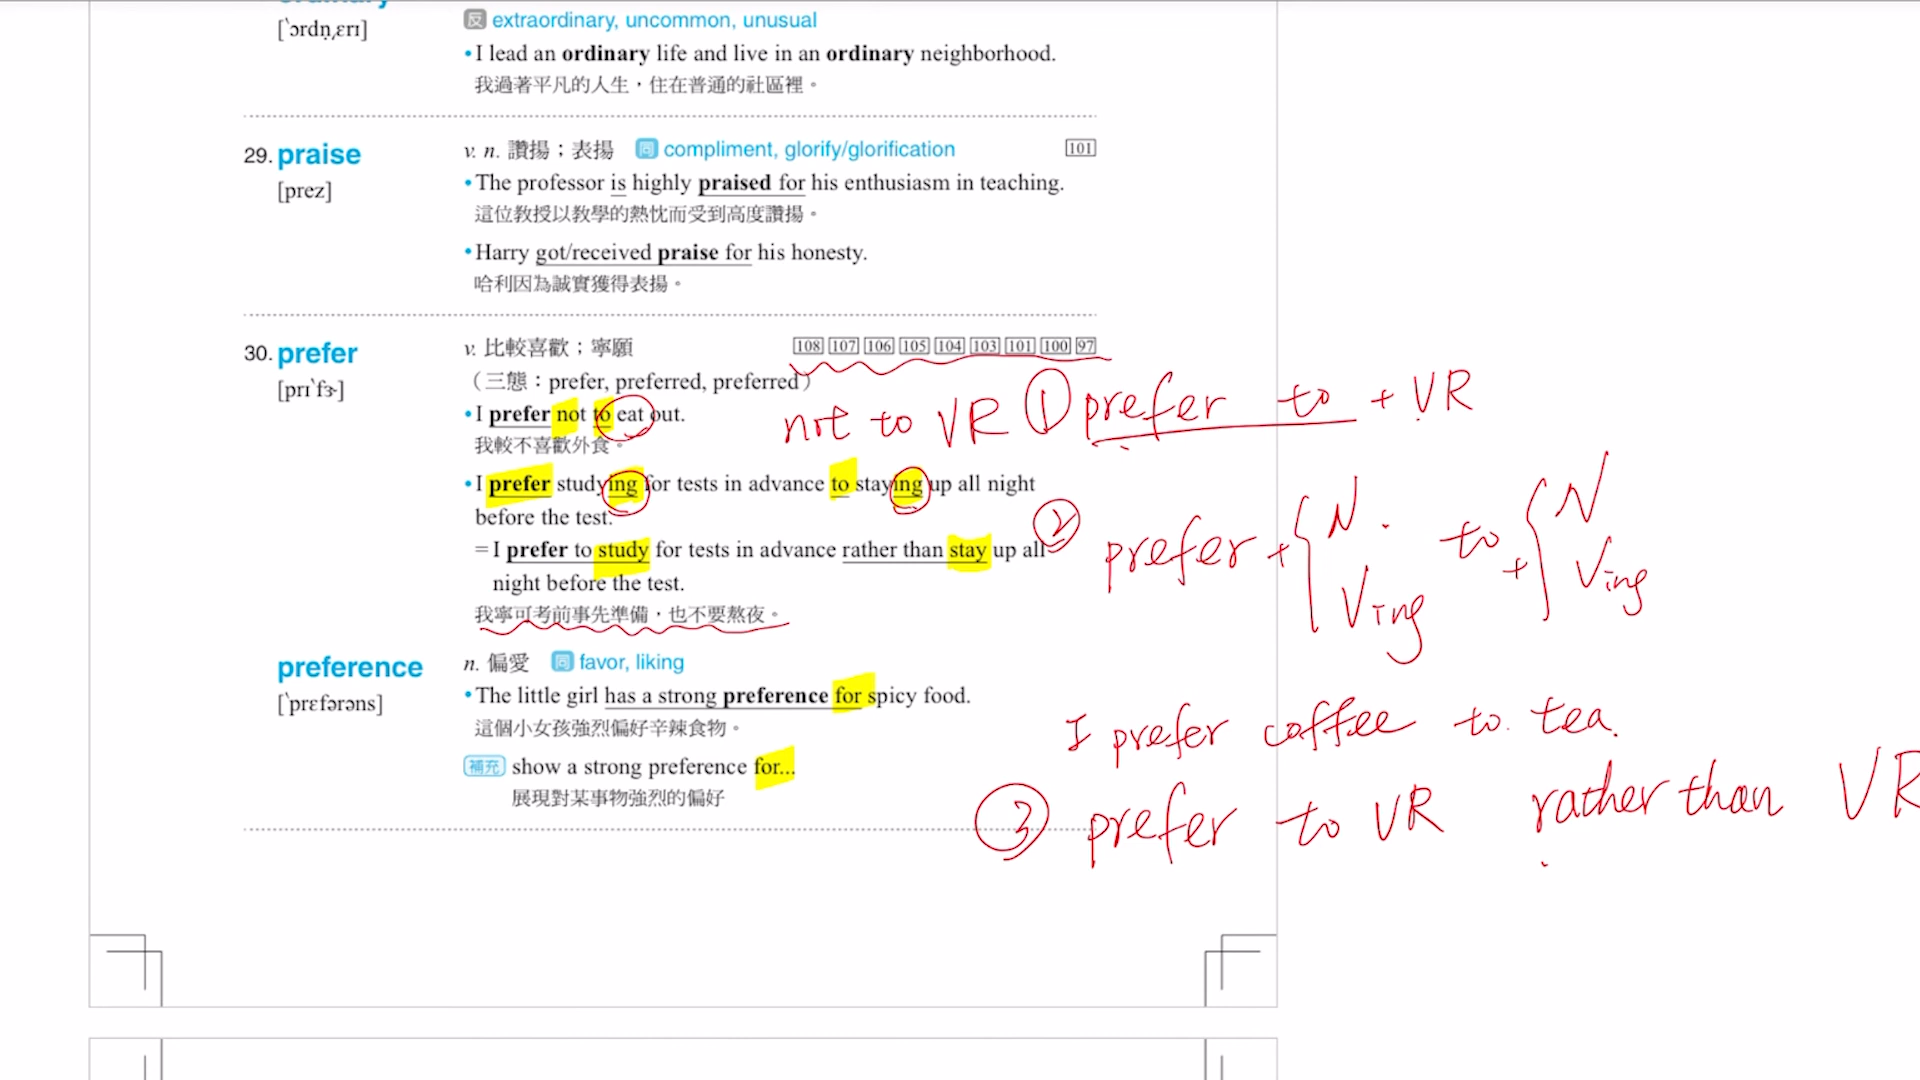 [ˋɔrdn̩ˏɛrɪ]
反 extraordinary, uncommon, unusual
•I lead an ordinary life and live in an ordinary neighborhood.
我過著平凡的人生，住在普通的社區裡。
29. praise
[prez]
v. n. 讚揚；表揚 同 compliment, glorify/glorification 101
•The professor is highly praised for his enthusiasm in teaching.
這位教授以教學的熱忱而受到高度讚揚。
•Harry got/received praise for his honesty.
哈利因為誠實獲得表揚。
30. prefer
[prɪˋfɝ]
v. 比較喜歡；寧願 108 107 106 105 104 103 101 100 97
（三態：prefer, preferred, preferred）
•I prefer not to eat out.
我較不喜歡外食。
not to VR ① prefer to + VR
•I prefer studying for tests in advance to staying up all night
before the test.
= I prefer to study for tests in advance rather than stay up all
night before the test.
我寧可考前事先準備，也不要熬夜。
② prefer + { N. to + { N
Ving Ving
preference
[ˋprɛfərəns]
n. 偏愛 同 favor, liking
•The little girl has a strong preference for spicy food.
這個小女孩強烈偏好辛辣食物。
I prefer coffee to tea.
補充 show a strong preference for...
展現對某事物強烈的偏好
③ prefer to VR rather than VR